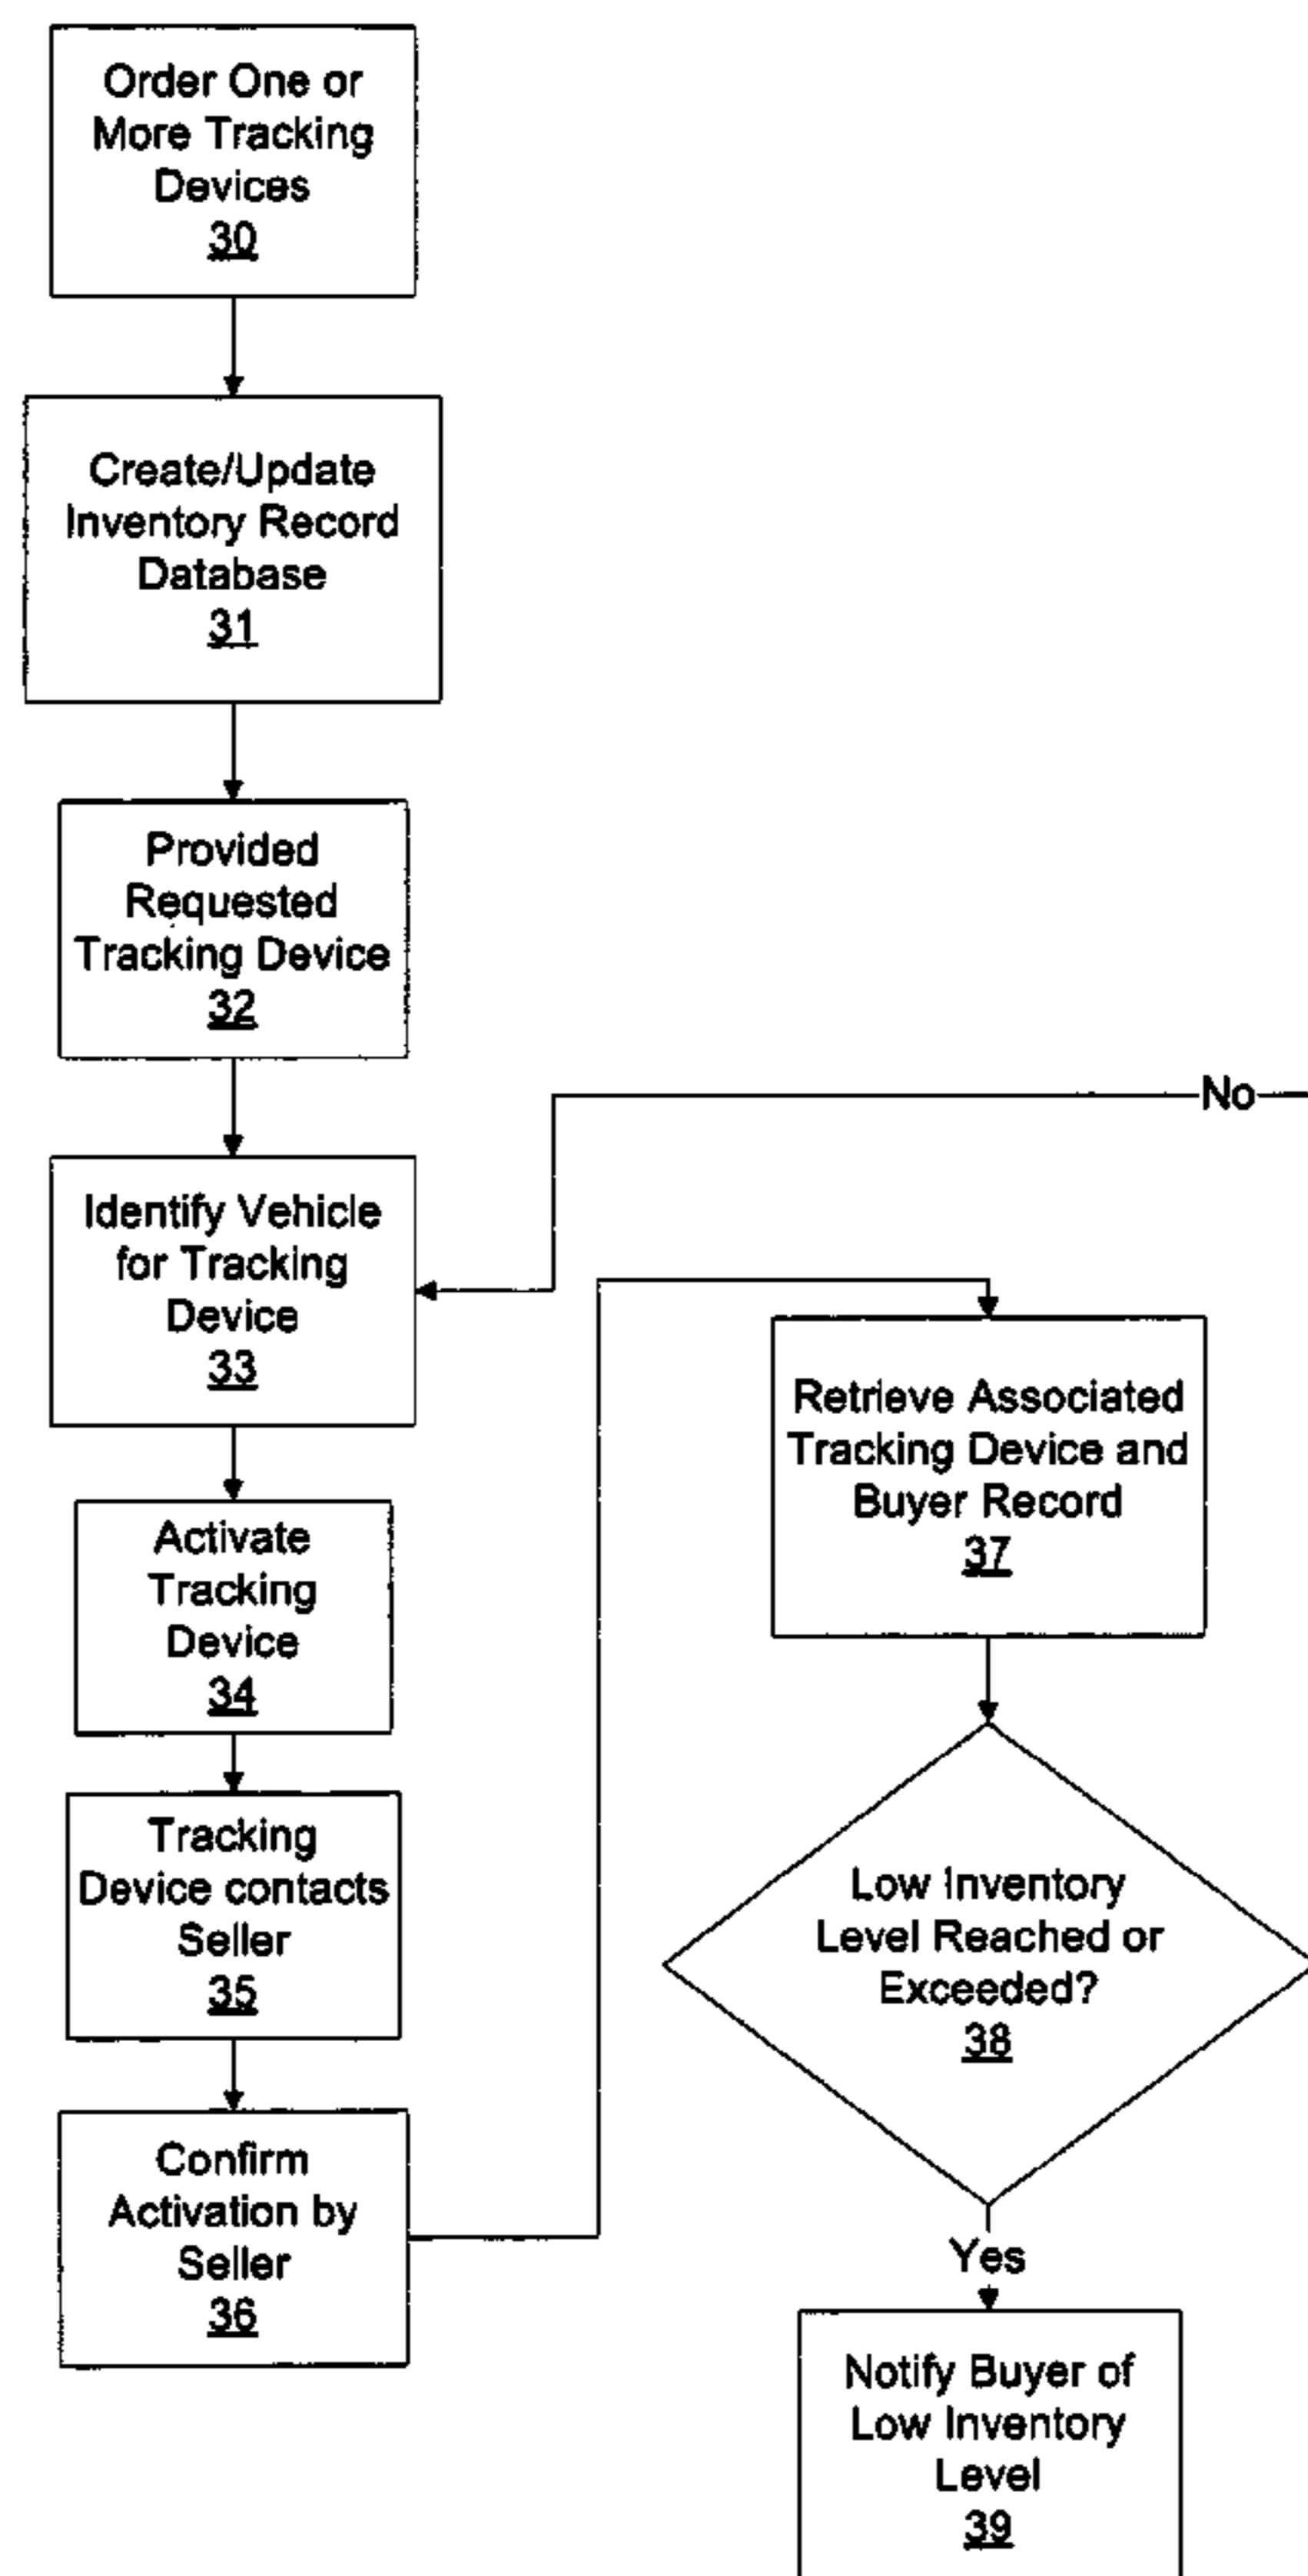 Order One or
More Tracking
Devices
30
Create/Update
Inventory Record
Database
31
Provided
Requested
Tracking Device
32
No
Identify Vehicle
for Tracking
Device
33
Retrieve Associated
Tracking Device and
Buyer Record
37
Activate
Tracking
Device
34
Tracking
Device contacts
Seller
35
Low Inventory
Level Reached or
Exceeded?
38
Confirm
Activation by
Seller
36
Yes
Notify Buyer of
Low Inventory
Level
39